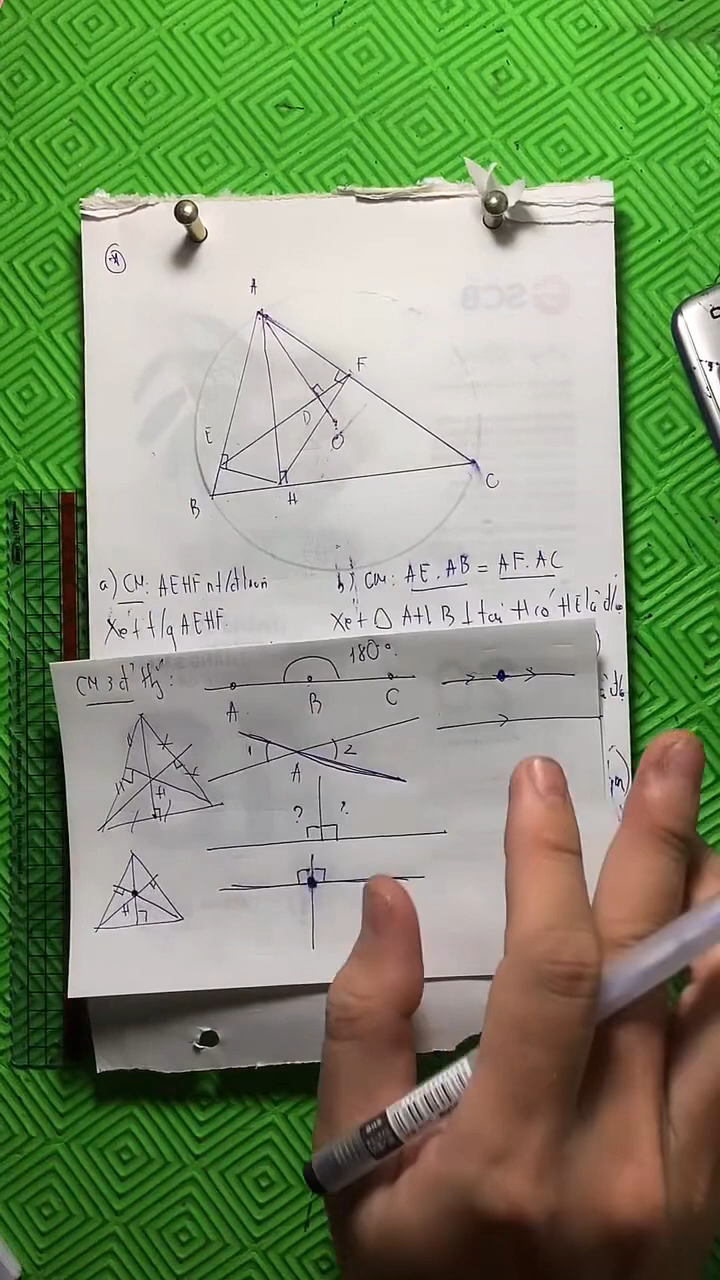 A
F
E
D
O
B
H
C
a) CM: AEHF nt/đtròn
b) CM: AE.AB = AF.AC
Xét t/g AEHF
Xét Δ AHB ⊥ tại H có HE là đ/c
CM 3 đ' th':
180°
A B C
1 2
A
H
? ?
H